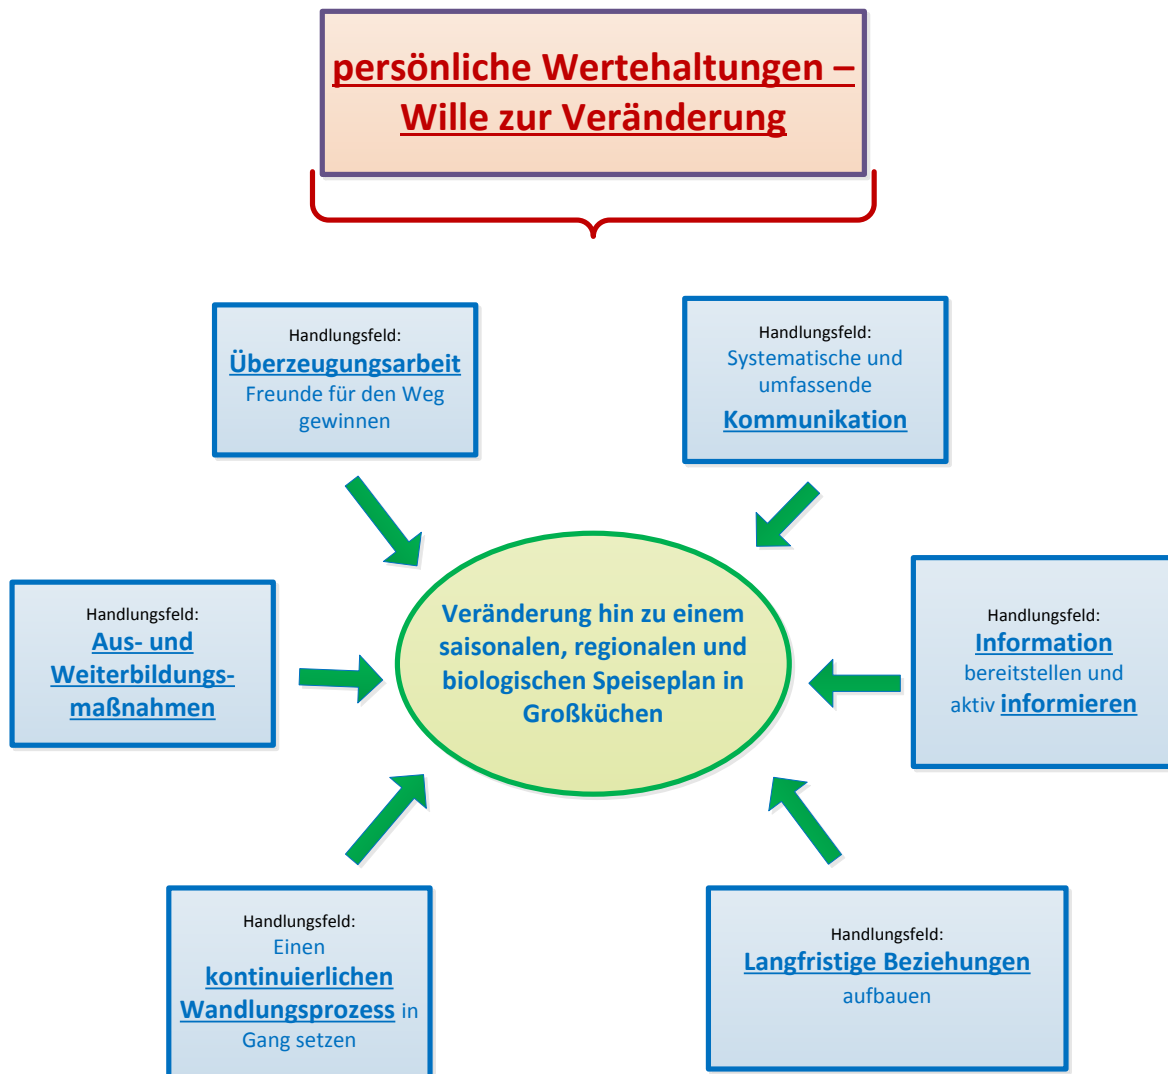 persönliche Wertehaltungen –
Wille zur Veränderung
Handlungsfeld:
Überzeugungsarbeit
Freunde für den Weg
gewinnen
Handlungsfeld:
Systematische und
umfassende
Kommunikation
Handlungsfeld:
Aus- und
Weiterbildungs-
maßnahmen
Veränderung hin zu einem
saisonalen, regionalen und
biologischen Speiseplan in
Großküchen
Handlungsfeld:
Information
bereitstellen und
aktiv informieren
Handlungsfeld:
Einen
kontinuierlichen
Wandlungsprozess in
Gang setzen
Handlungsfeld:
Langfristige Beziehungen
aufbauen